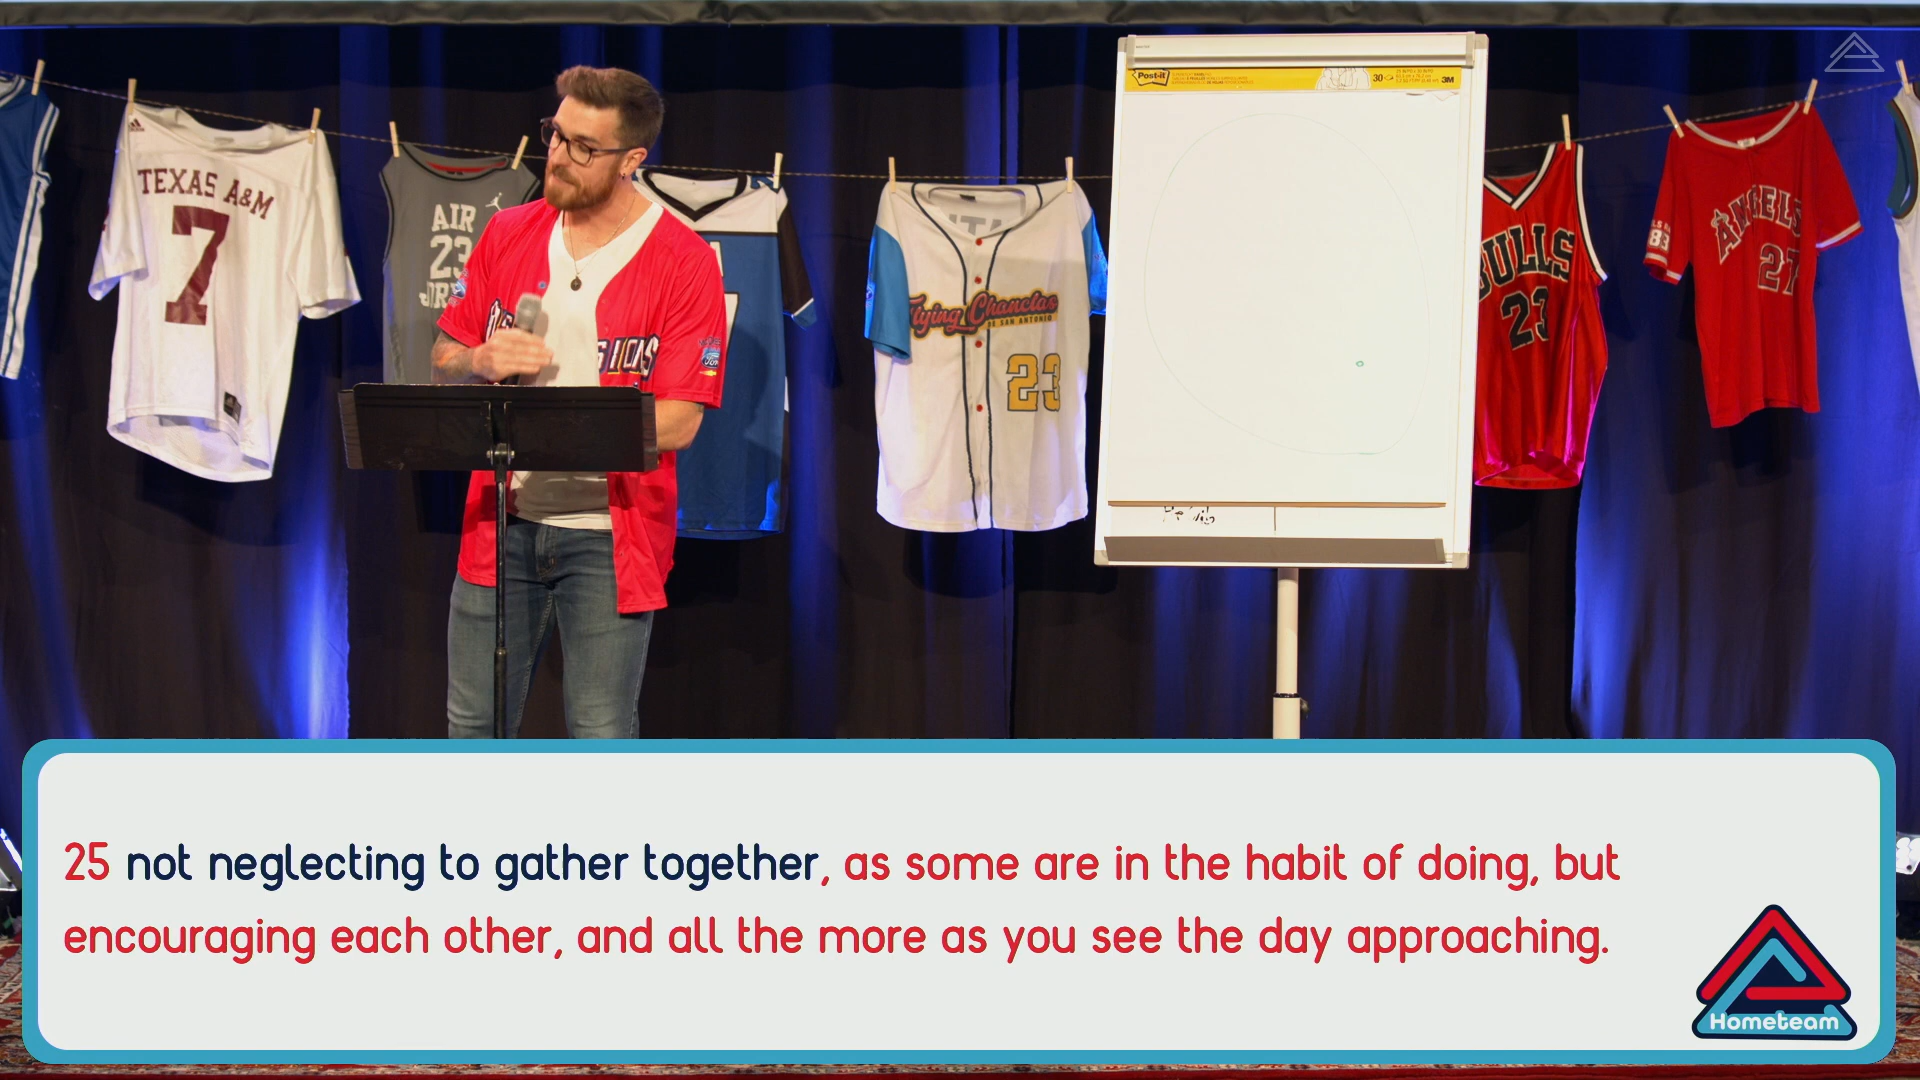 Post-it
30
3M
TEXAS A&M
7
AIR
23
Flying Chanclas
DE SAN ANTONIO
23
BULLS
23
ANGELS
27
Ford
25 not neglecting to gather together, as some are in the habit of doing, but
encouraging each other, and all the more as you see the day approaching.
Hometeam